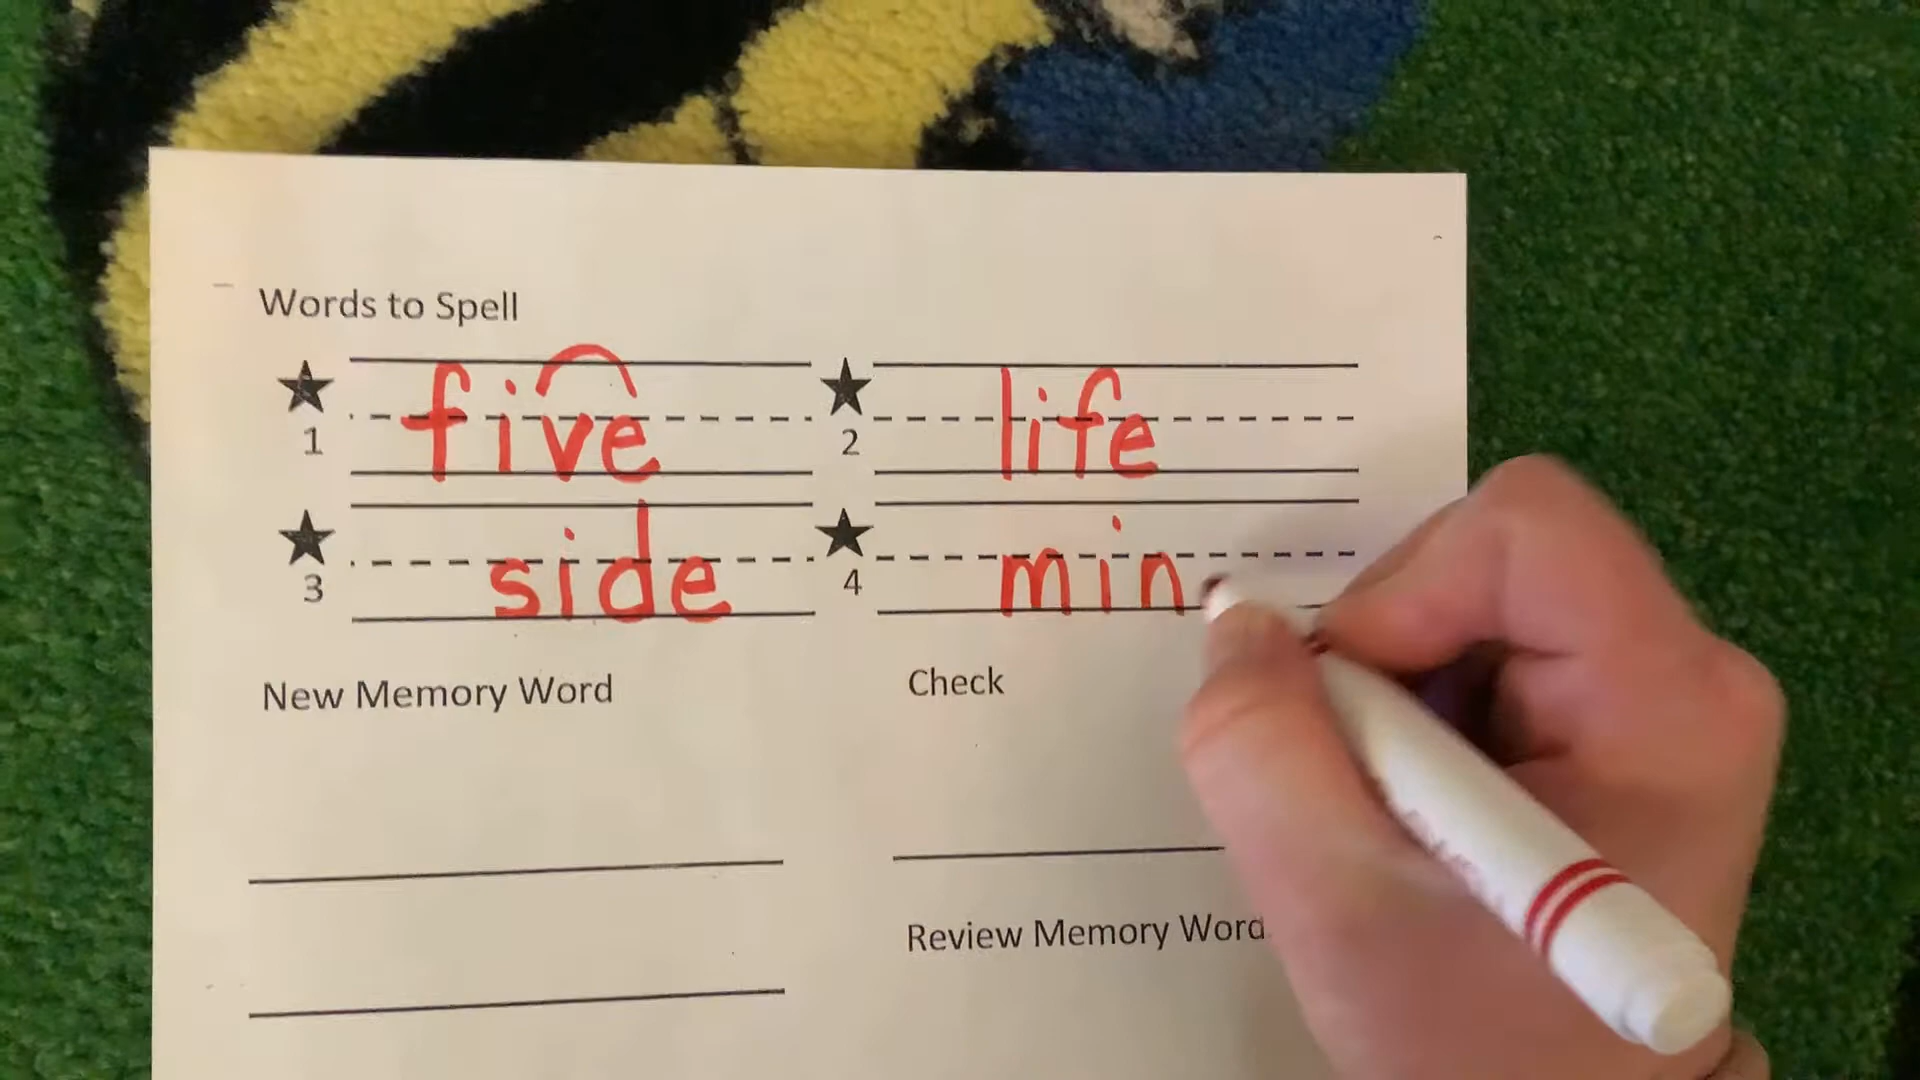 Words to Spell
★ 1 five ★ 2 life
★ 3 side ★ 4 min
New Memory Word Check
Review Memory Word